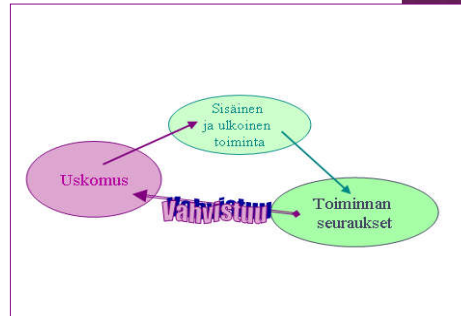 Sisäinen
ja ulkoinen
toiminta
Uskomus
Toiminnan
seuraukset
Vahvistuu